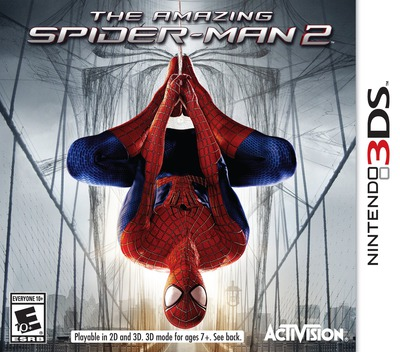 THE AMAZING
SPIDER-MAN 2
NINTENDO 3DS
EVERYONE 10+
E
10+
ESRB
Playable in 2D and 3D. 3D mode for ages 7+. See back.
ACTIVISION